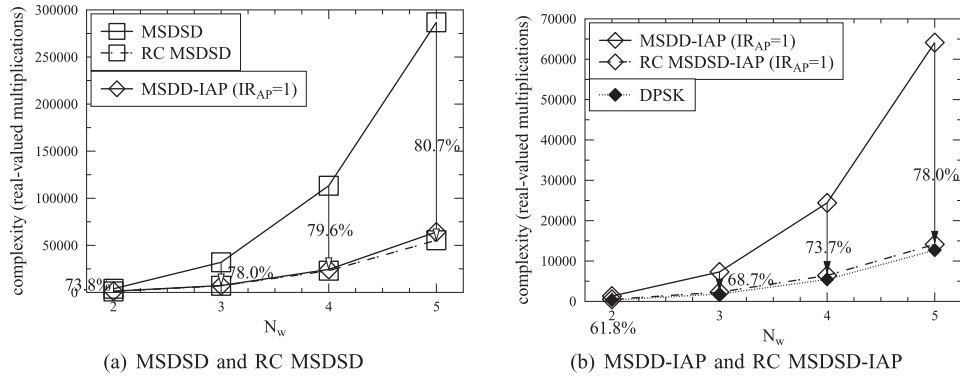 300000
250000
200000
150000
100000
50000
0
complexity (real-valued multiplications)
MSDSD
RC MSDSD
MSDD-IAP (IR_AP=1)
73.8%
78.0%
79.6%
80.7%
2 3 4 5
N_w
(a) MSDSD and RC MSDSD
70000
60000
50000
40000
30000
20000
10000
0
complexity (real-valued multiplications)
MSDD-IAP (IR_AP=1)
RC MSDSD-IAP (IR_AP=1)
DPSK
61.8%
68.7%
73.7%
78.0%
2 3 4 5
N_w
(b) MSDD-IAP and RC MSDSD-IAP